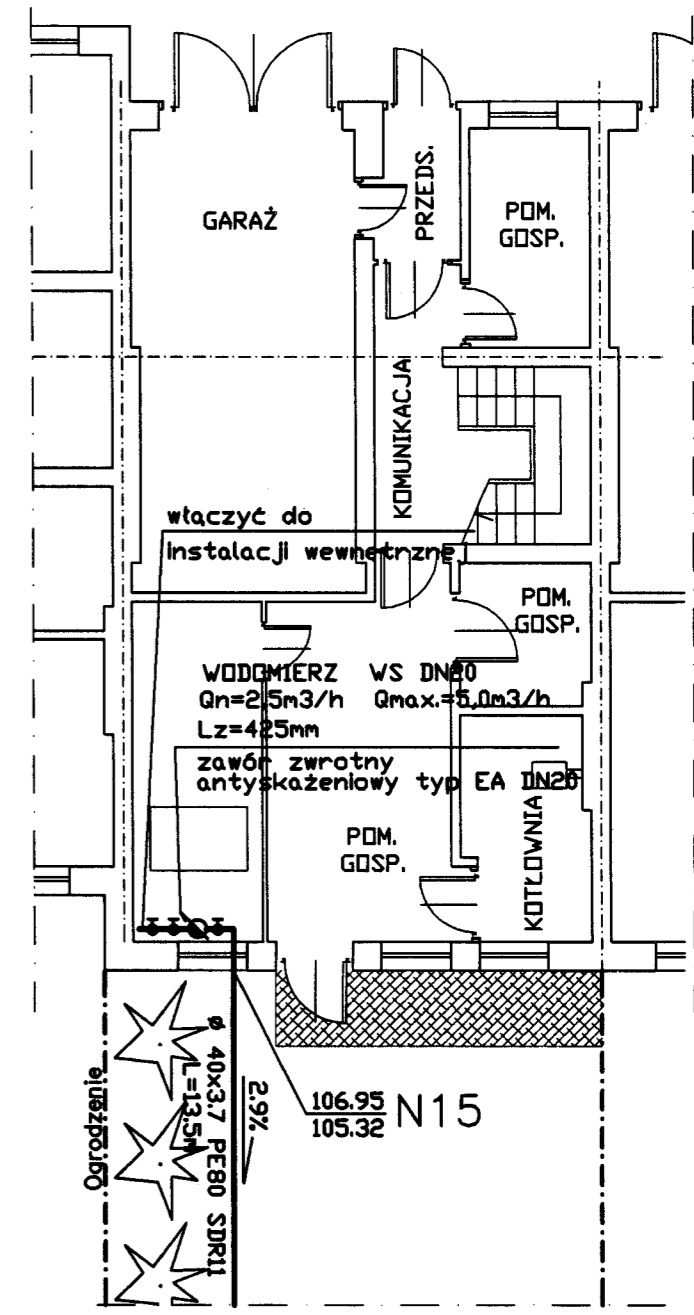 GARAŻ
PRZEDS.
POM.
GOSP.
KOMUNIKACJA
włączyć do
instalacji wewnętrznej
POM.
GOSP.
WODOMIERZ WS DN20
Qn=2,5m3/h Qmax.=5,0m3/h
Lz=425mm
zawór zwrotny
antyskażeniowy typ EA DN20
POM.
GOSP.
KOTŁOWNIA
Ogrodzenie
ø 40x3.7 PE80 SDR11
L=13.5m
2.9%
106.95
105.32
N15